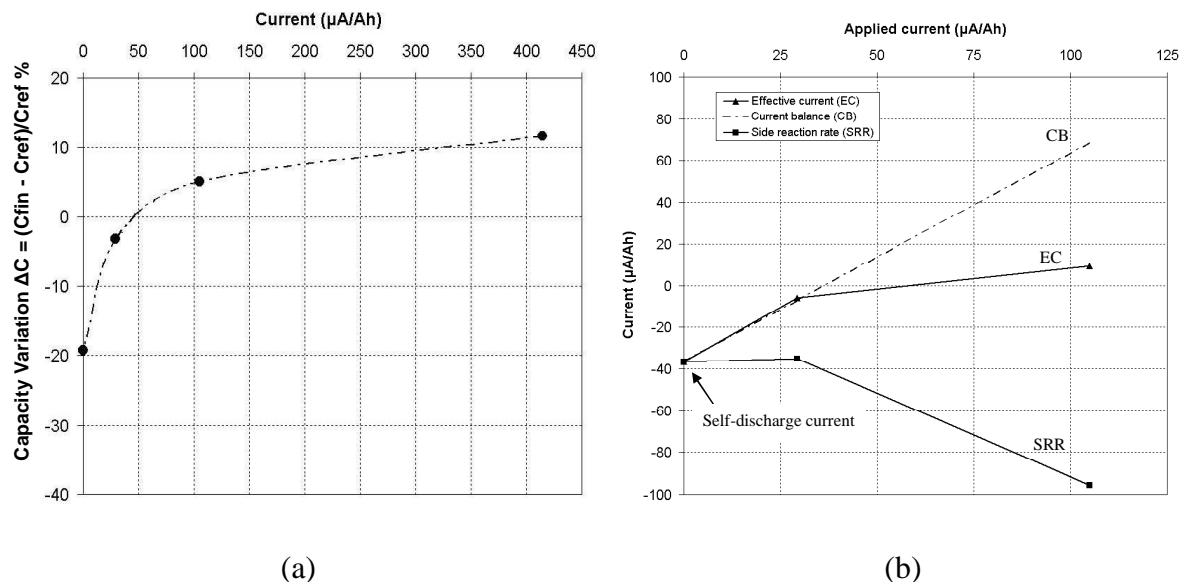 Current (µA/Ah)
0 50 100 150 200 250 300 350 400 450
20
10
0
-10
-20
-30
-40
Capacity Variation ΔC = (Cfin - Cref)/Cref %
(a)
Applied current (µA/Ah)
0 25 50 75 100 125
100
80
60
40
20
0
-20
-40
-60
-80
-100
Current (µA/Ah)
Effective current (EC)
Current balance (CB)
Side reaction rate (SRR)
CB
EC
Self-discharge current
SRR
(b)